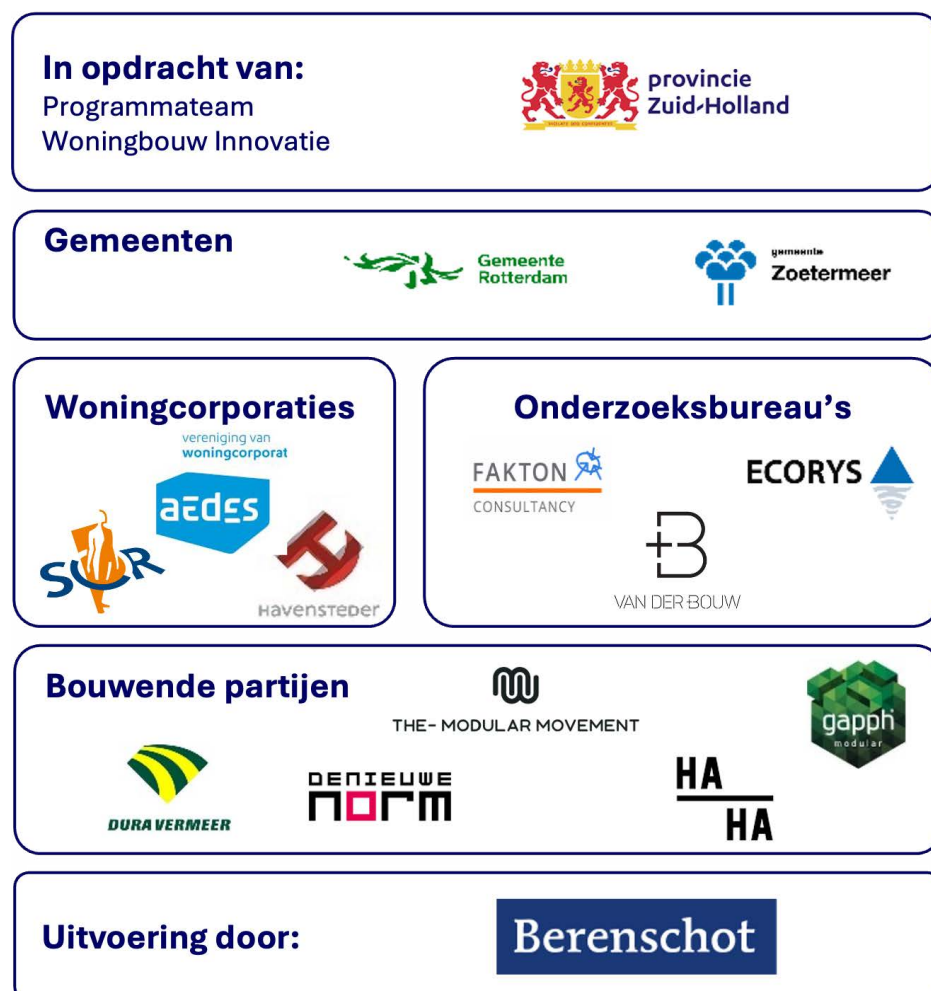 In opdracht van:
Programmateam
Woningbouw Innovatie
provincie
Zuid-Holland
Gemeenten
Gemeente
Rotterdam
gemeente
Zoetermeer
Woningcorporaties
vereniging van
woningcorporat
aedes
SOR
HAVENSTEDER
Onderzoeksbureau’s
FAKTON
CONSULTANCY
ECORYS
B
VAN DER BOUW
Bouwende partijen
THE- MODULAR MOVEMENT
gapph
modular
DURA VERMEER
DENIEUWE
norm
HA
HA
Uitvoering door:
Berenschot